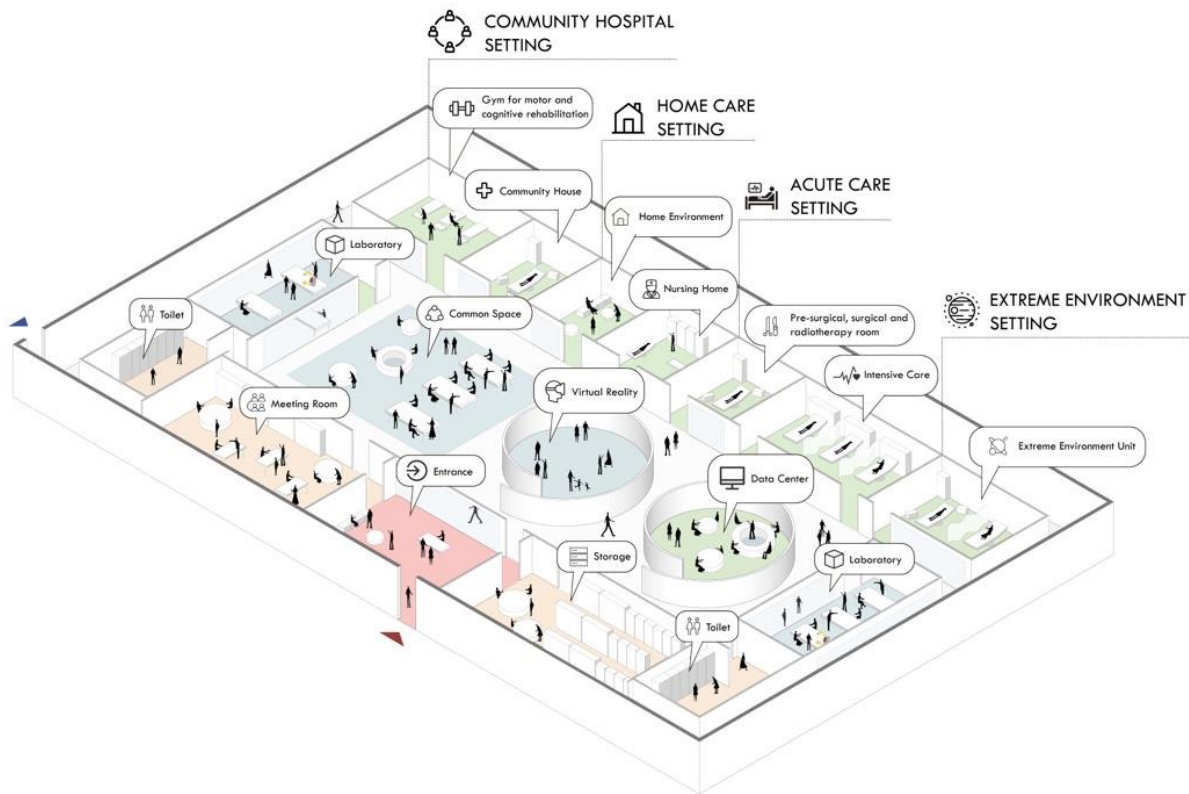 COMMUNITY HOSPITAL
SETTING
Gym for motor and
cognitive rehabilitation
HOME CARE
SETTING
Community House
ACUTE CARE
SETTING
Home Environment
Laboratory
Nursing Home
EXTREME ENVIRONMENT
SETTING
Toilet
Common Space
Pre-surgical, surgical and
radiotherapy room
Intensive Care
Virtual Reality
Meeting Room
Extreme Environment Unit
Entrance
Data Center
Storage
Laboratory
Toilet